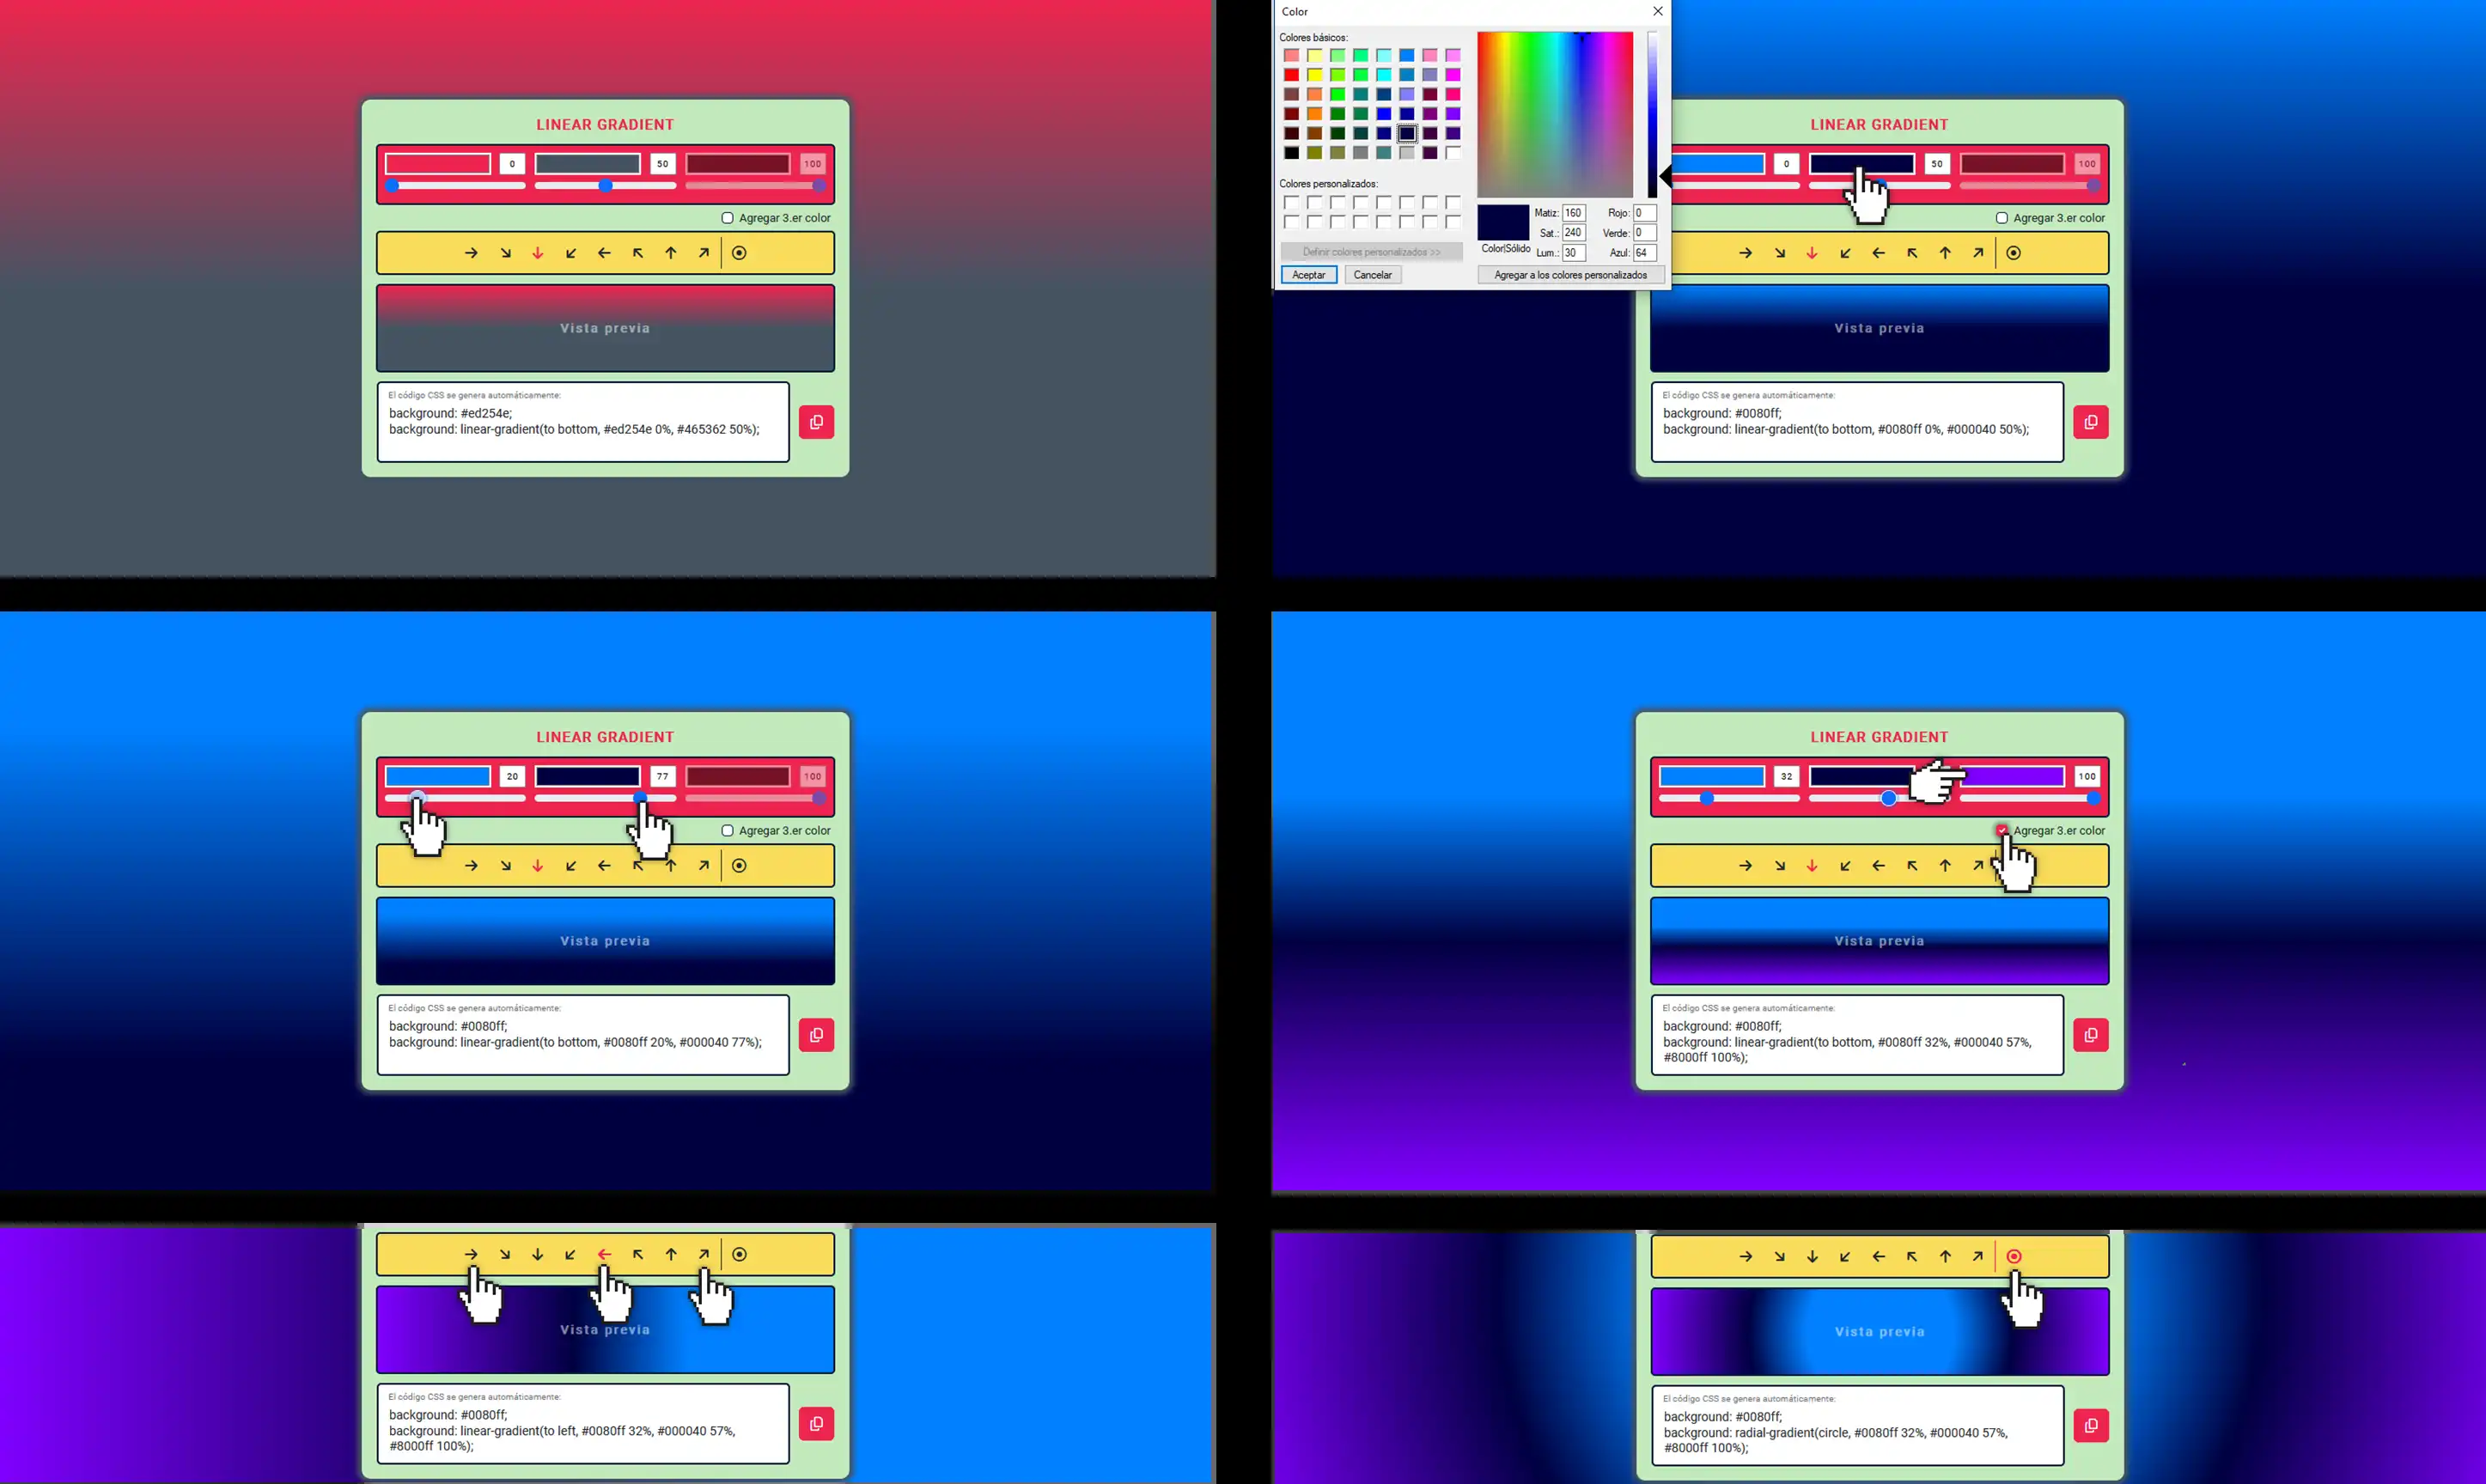 LINEAR GRADIENT
0 50 100
Agregar 3.er color
Vista previa
El código CSS se genera automáticamente:
background: #ed254e;
background: linear-gradient(to bottom, #ed254e 0%, #465362 50%);
Color
Colores básicos:
Colores personalizados:
Definir colores personalizados >>
Aceptar Cancelar
Color|Sólido
Matiz: 160 Rojo: 0
Sat.: 240 Verde: 0
Lum.: 30 Azul: 64
Agregar a los colores personalizados
LINEAR GRADIENT
0 50 100
Agregar 3.er color
Vista previa
El código CSS se genera automáticamente:
background: #0080ff;
background: linear-gradient(to bottom, #0080ff 0%, #000040 50%);
LINEAR GRADIENT
20 77 100
Agregar 3.er color
Vista previa
El código CSS se genera automáticamente:
background: #0080ff;
background: linear-gradient(to bottom, #0080ff 20%, #000040 77%);
LINEAR GRADIENT
32 100
Agregar 3.er color
Vista previa
El código CSS se genera automáticamente:
background: #0080ff;
background: linear-gradient(to bottom, #0080ff 32%, #000040 57%,
#8000ff 100%);
Vista previa
El código CSS se genera automáticamente:
background: #0080ff;
background: linear-gradient(to left, #0080ff 32%, #000040 57%,
#8000ff 100%);
Vista previa
El código CSS se genera automáticamente:
background: #0080ff;
background: radial-gradient(circle, #0080ff 32%, #000040 57%,
#8000ff 100%);